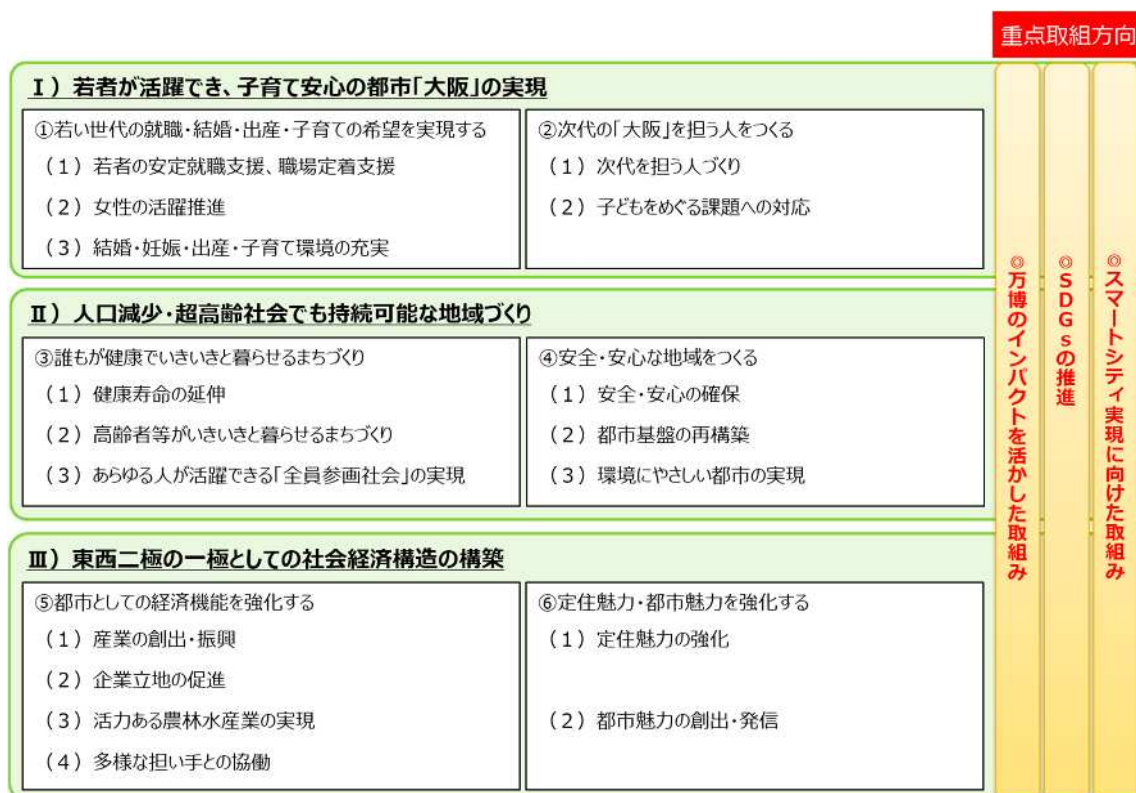 重点取組方向
Ⅰ）若者が活躍でき、子育て安心の都市「大阪」の実現
①若い世代の就職・結婚・出産・子育ての希望を実現する
（1）若者の安定就職支援、職場定着支援
（2）女性の活躍推進
（3）結婚・妊娠・出産・子育て環境の充実
②次代の「大阪」を担う人をつくる
（1）次代を担う人づくり
（2）子どもをめぐる課題への対応
Ⅱ）人口減少・超高齢社会でも持続可能な地域づくり
③誰もが健康でいきいきと暮らせるまちづくり
（1）健康寿命の延伸
（2）高齢者等がいきいきと暮らせるまちづくり
（3）あらゆる人が活躍できる「全員参画社会」の実現
④安全・安心な地域をつくる
（1）安全・安心の確保
（2）都市基盤の再構築
（3）環境にやさしい都市の実現
Ⅲ）東西二極の一極としての社会経済構造の構築
⑤都市としての経済機能を強化する
（1）産業の創出・振興
（2）企業立地の促進
（3）活力ある農林水産業の実現
（4）多様な担い手との協働
⑥定住魅力・都市魅力を強化する
（1）定住魅力の強化
（2）都市魅力の創出・発信
◎万博のインパクトを活かした取組み
◎SDGsの推進
◎スマートシティ実現に向けた取組み